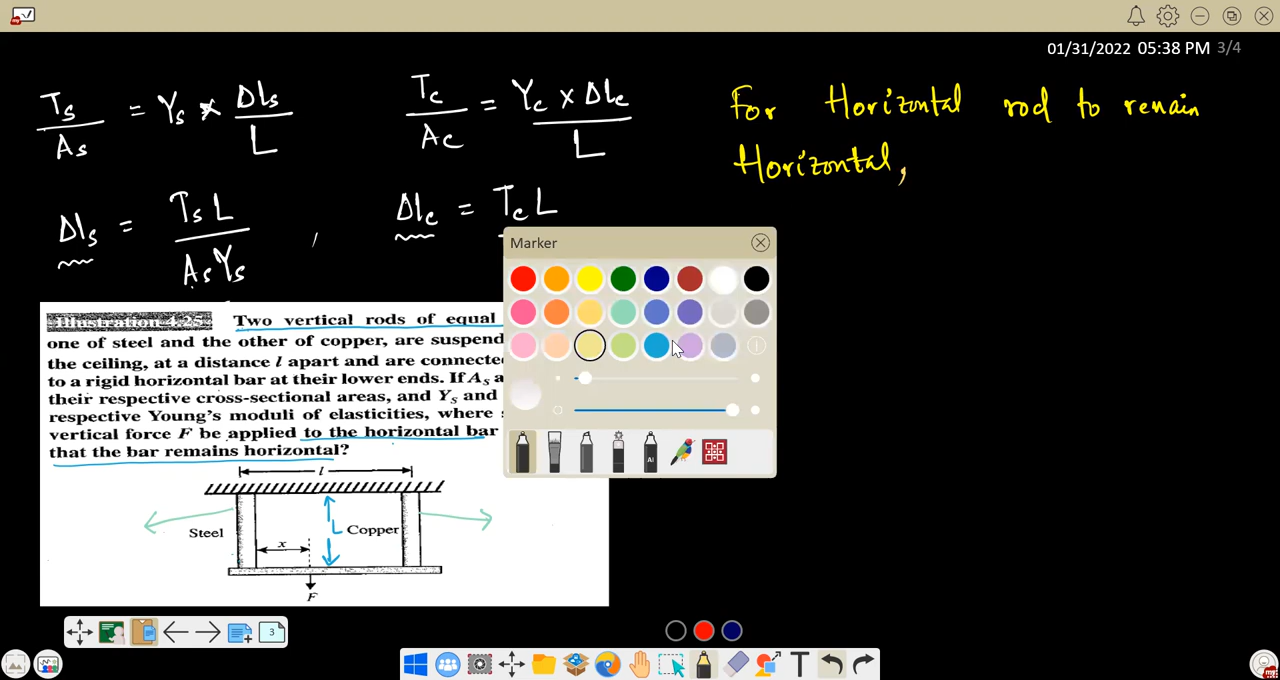 01/31/2022 05:38 PM 3/4
Ts/As = Ys × Δls/L
Tc/Ac = Yc × Δlc/L
For Horizontal rod to remain
Horizontal,
Δls = TsL/AsYs , Δlc = TcL
Marker
AI
Illustration 4.25 Two vertical rods of equal
one of steel and the other of copper, are suspend
the ceiling, at a distance l apart and are connected
to a rigid horizontal bar at their lower ends. If As a
their respective cross-sectional areas, and Ys and
respective Young's moduli of elasticities, where s
vertical force F be applied to the horizontal bar
that the bar remains horizontal?
l
Steel
L
Copper
x
F
3
T